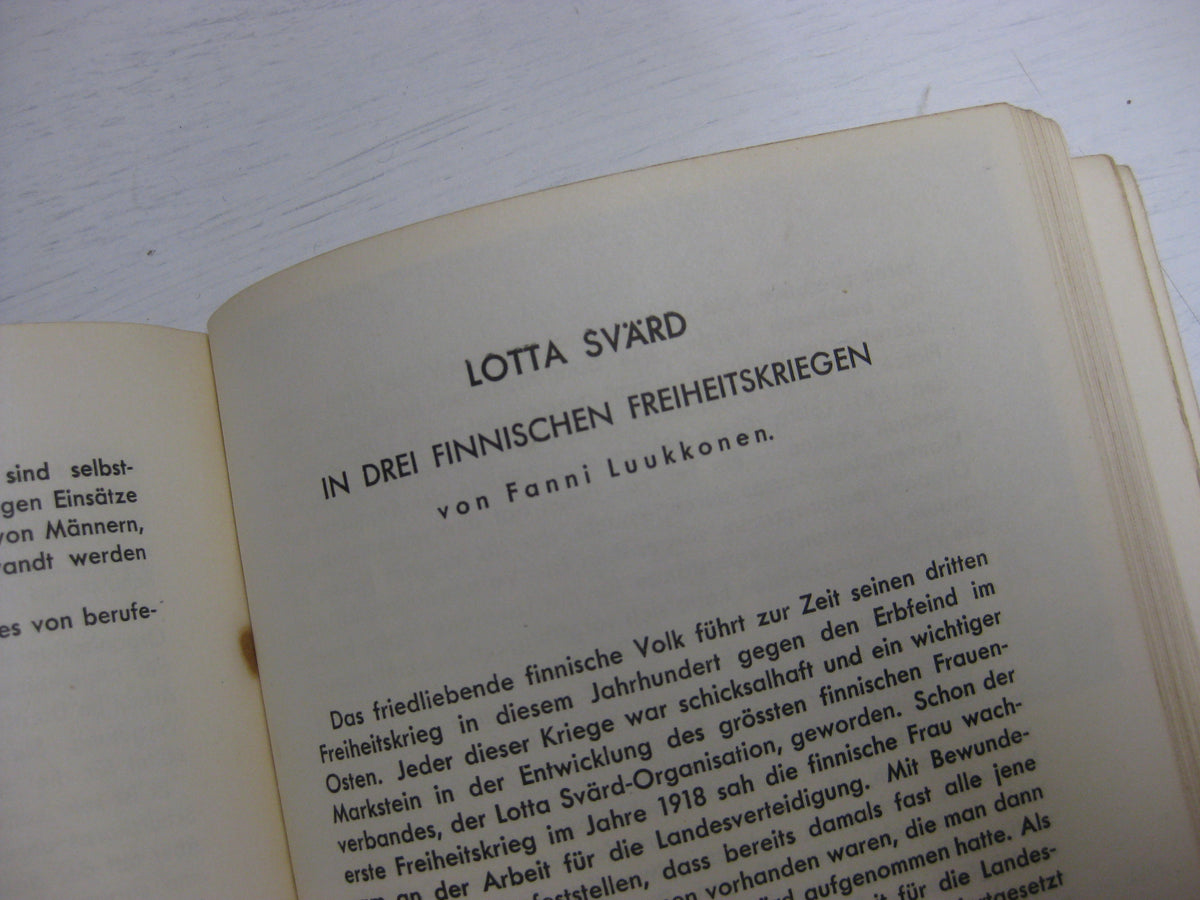 sind selbst-
gen Einsätze
von Männern,
andt werden
es von berufe-
LOTTA SVÄRD
IN DREI FINNISCHEN FREIHEITSKRIEGEN
von Fanni Luukkonen.
Das friedliebende finnische Volk führt zur Zeit seinen dritten
Freiheitskrieg in diesem Jahrhundert gegen den Erbfeind im
Osten. Jeder dieser Kriege war schicksalhaft und ein wichtiger
Markstein in der Entwicklung des grössten finnischen Frauen-
verbandes, der Lotta Svärd-Organisation, geworden. Schon der
erste Freiheitskrieg im Jahre 1918 sah die finnische Frau wach-
an der Arbeit für die Landesverteidigung. Mit Bewunde-
feststellen, dass bereits damals fast alle jene
vorhanden waren, die man dann
aufgenommen hatte. Als
für die Landes-